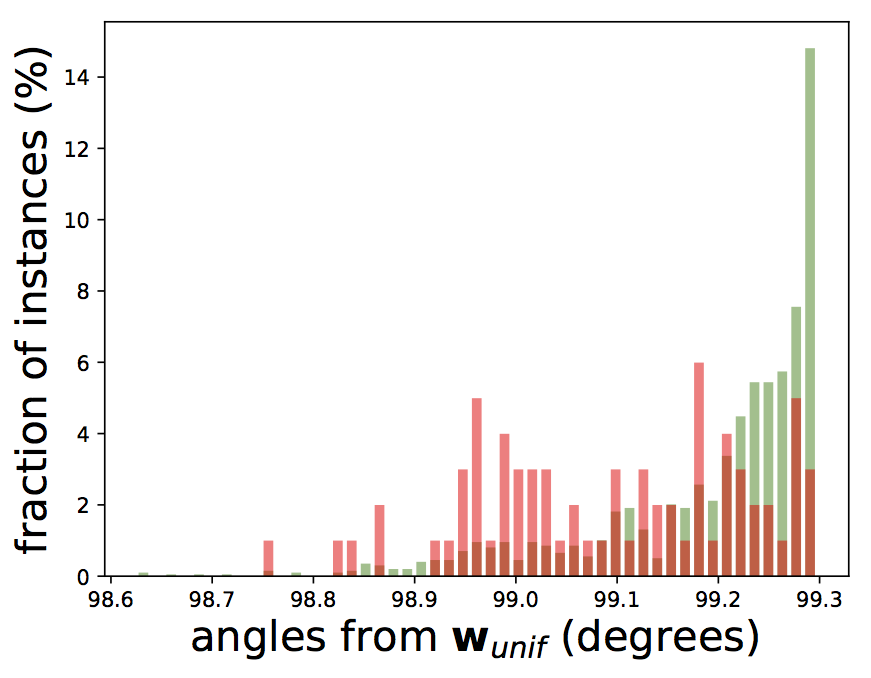 fraction of instances (%)
14
12
10
8
6
4
2
0
98.6 98.7 98.8 98.9 99.0 99.1 99.2 99.3
angles from w_unif (degrees)